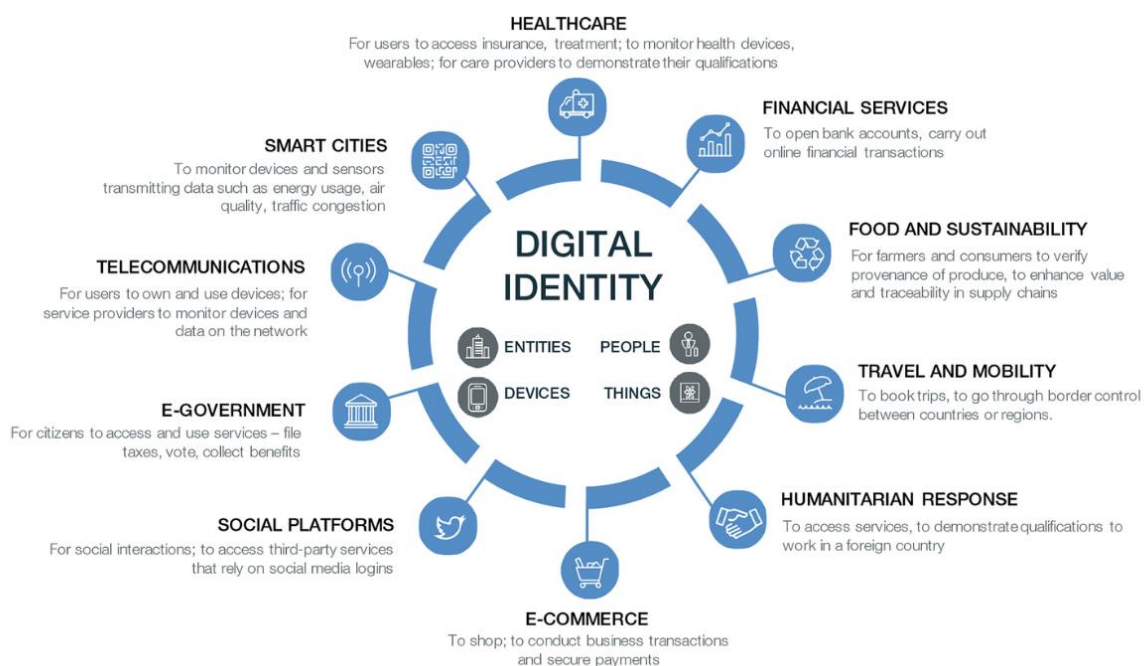 HEALTHCARE
For users to access insurance, treatment; to monitor health devices,
wearables; for care providers to demonstrate their qualifications
FINANCIAL SERVICES
To open bank accounts, carry out
online financial transactions
FOOD AND SUSTAINABILITY
For farmers and consumers to verify
provenance of produce, to enhance value
and traceability in supply chains
TRAVEL AND MOBILITY
To book trips, to go through border control
between countries or regions.
HUMANITARIAN RESPONSE
To access services, to demonstrate qualifications to
work in a foreign country
E-COMMERCE
To shop; to conduct business transactions
and secure payments
SOCIAL PLATFORMS
For social interactions; to access third-party services
that rely on social media logins
E-GOVERNMENT
For citizens to access and use services – file
taxes, vote, collect benefits
TELECOMMUNICATIONS
For users to own and use devices; for
service providers to monitor devices and
data on the network
SMART CITIES
To monitor devices and sensors
transmitting data such as energy usage, air
quality, traffic congestion
DIGITAL
IDENTITY
ENTITIES
PEOPLE
DEVICES
THINGS